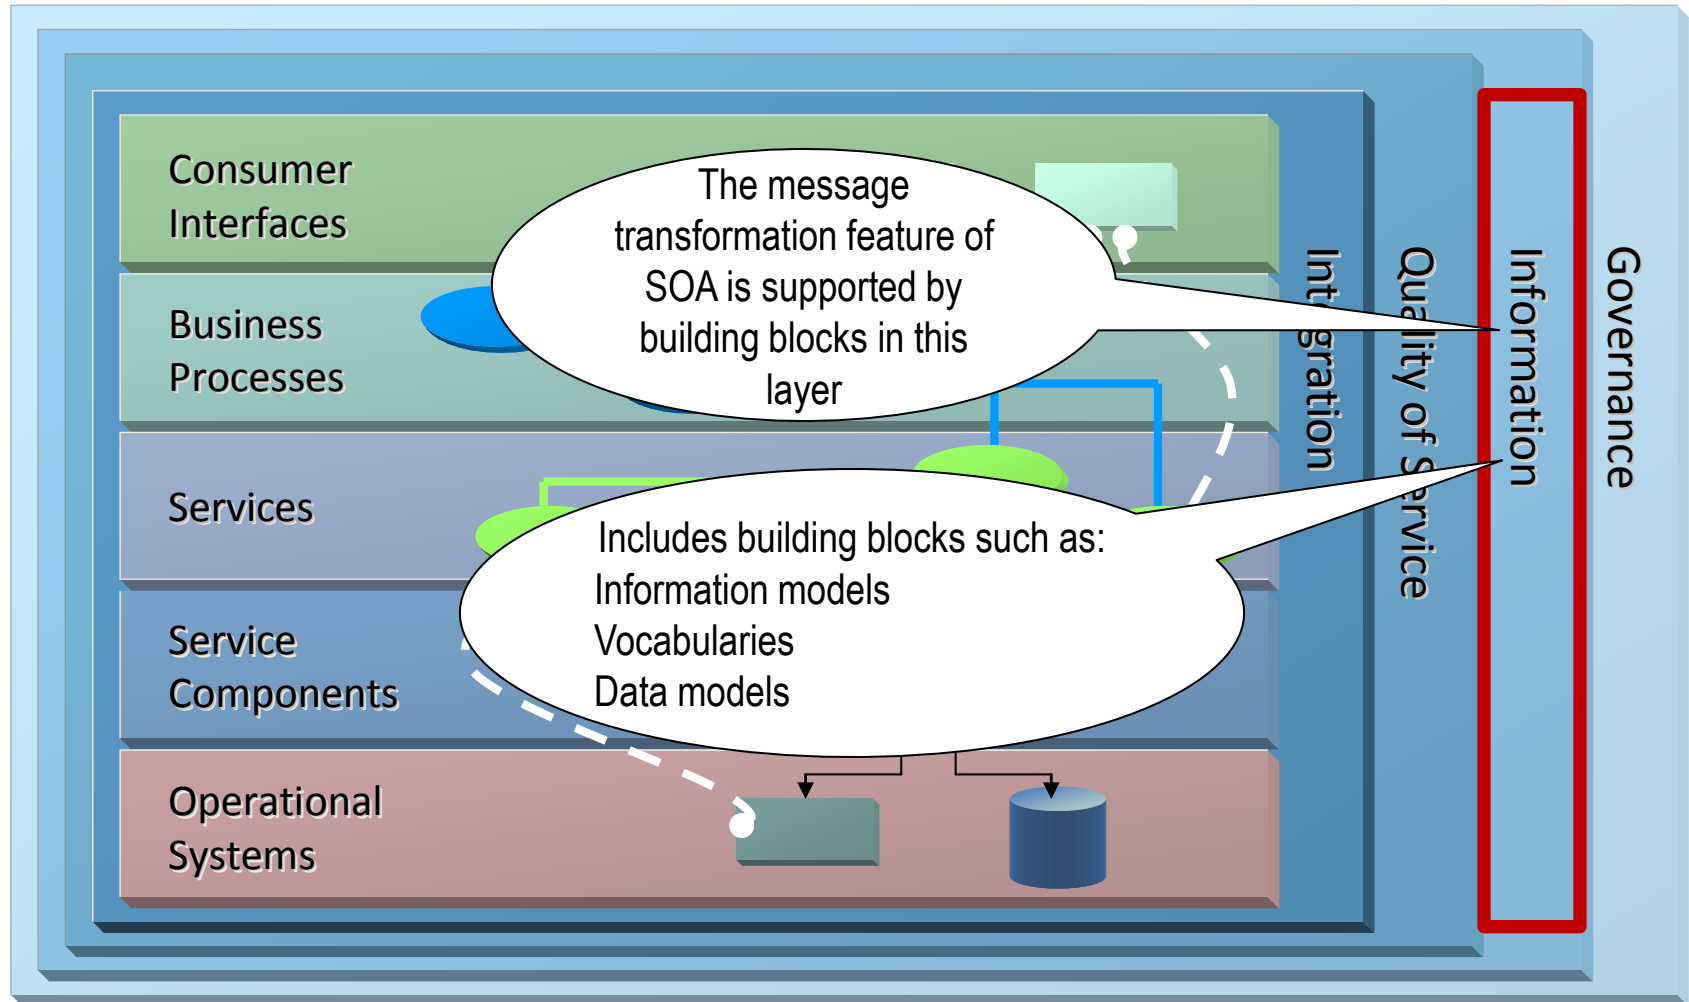 Consumer
Interfaces
Business
Processes
Services
Service
Components
Operational
Systems
The message
transformation feature of
SOA is supported by
building blocks in this
layer
Includes building blocks such as:
Information models
Vocabularies
Data models
Integration
Quality of Service
Information
Governance